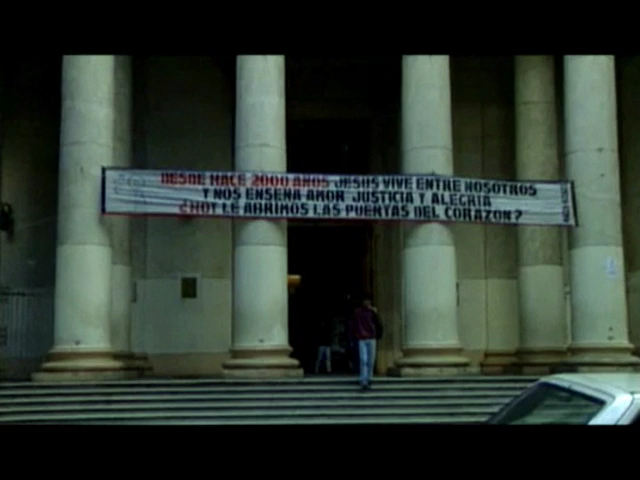 DESDE HACE 2000 AÑOS JESUS VIVE ENTRE NOSOTROS
Y NOS ENSEÑA AMOR JUSTICIA Y ALEGRIA
¿HOY LE ABRIMOS LAS PUERTAS DEL CORAZON?